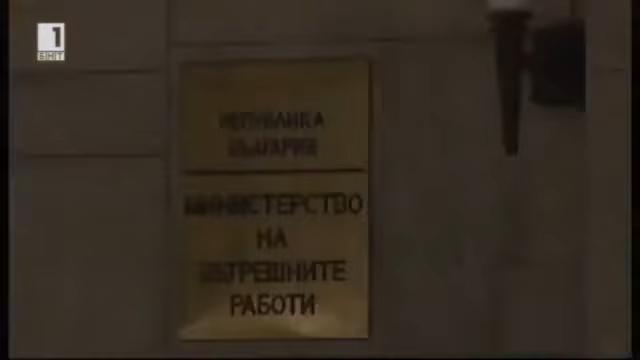 1
БНТ
РЕПУБЛИКА
БЪЛГАРИЯ
МИНИСТЕРСТВО
НА
ВЪТРЕШНИТЕ
РАБОТИ